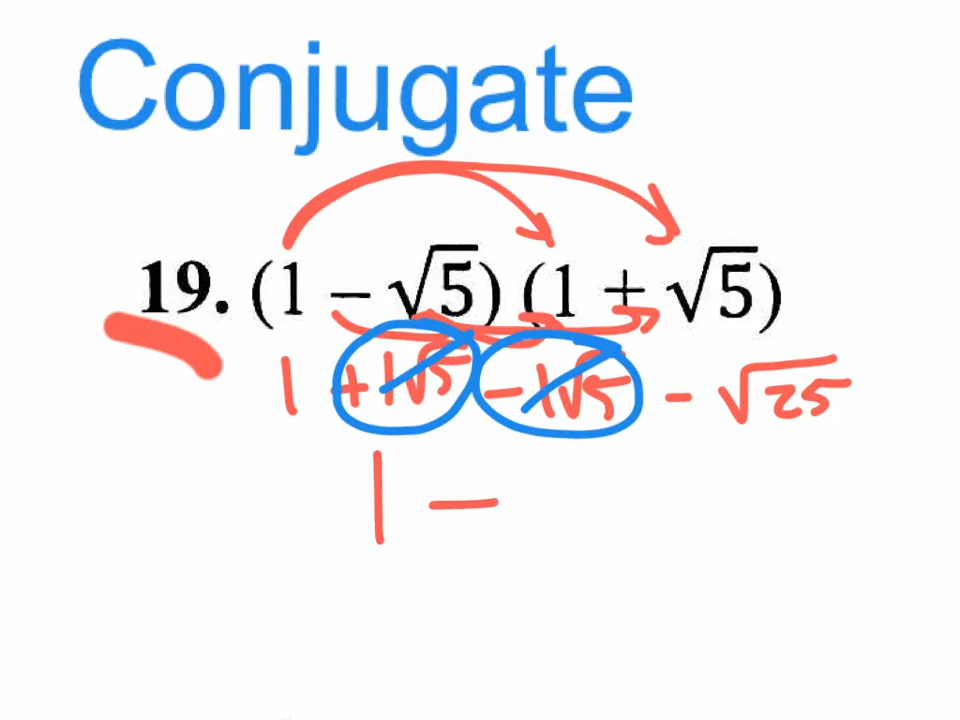 Conjugate
19. (1 − √5) (1 + √5)
1 + 1√5 − 1√5 − √25
1 −